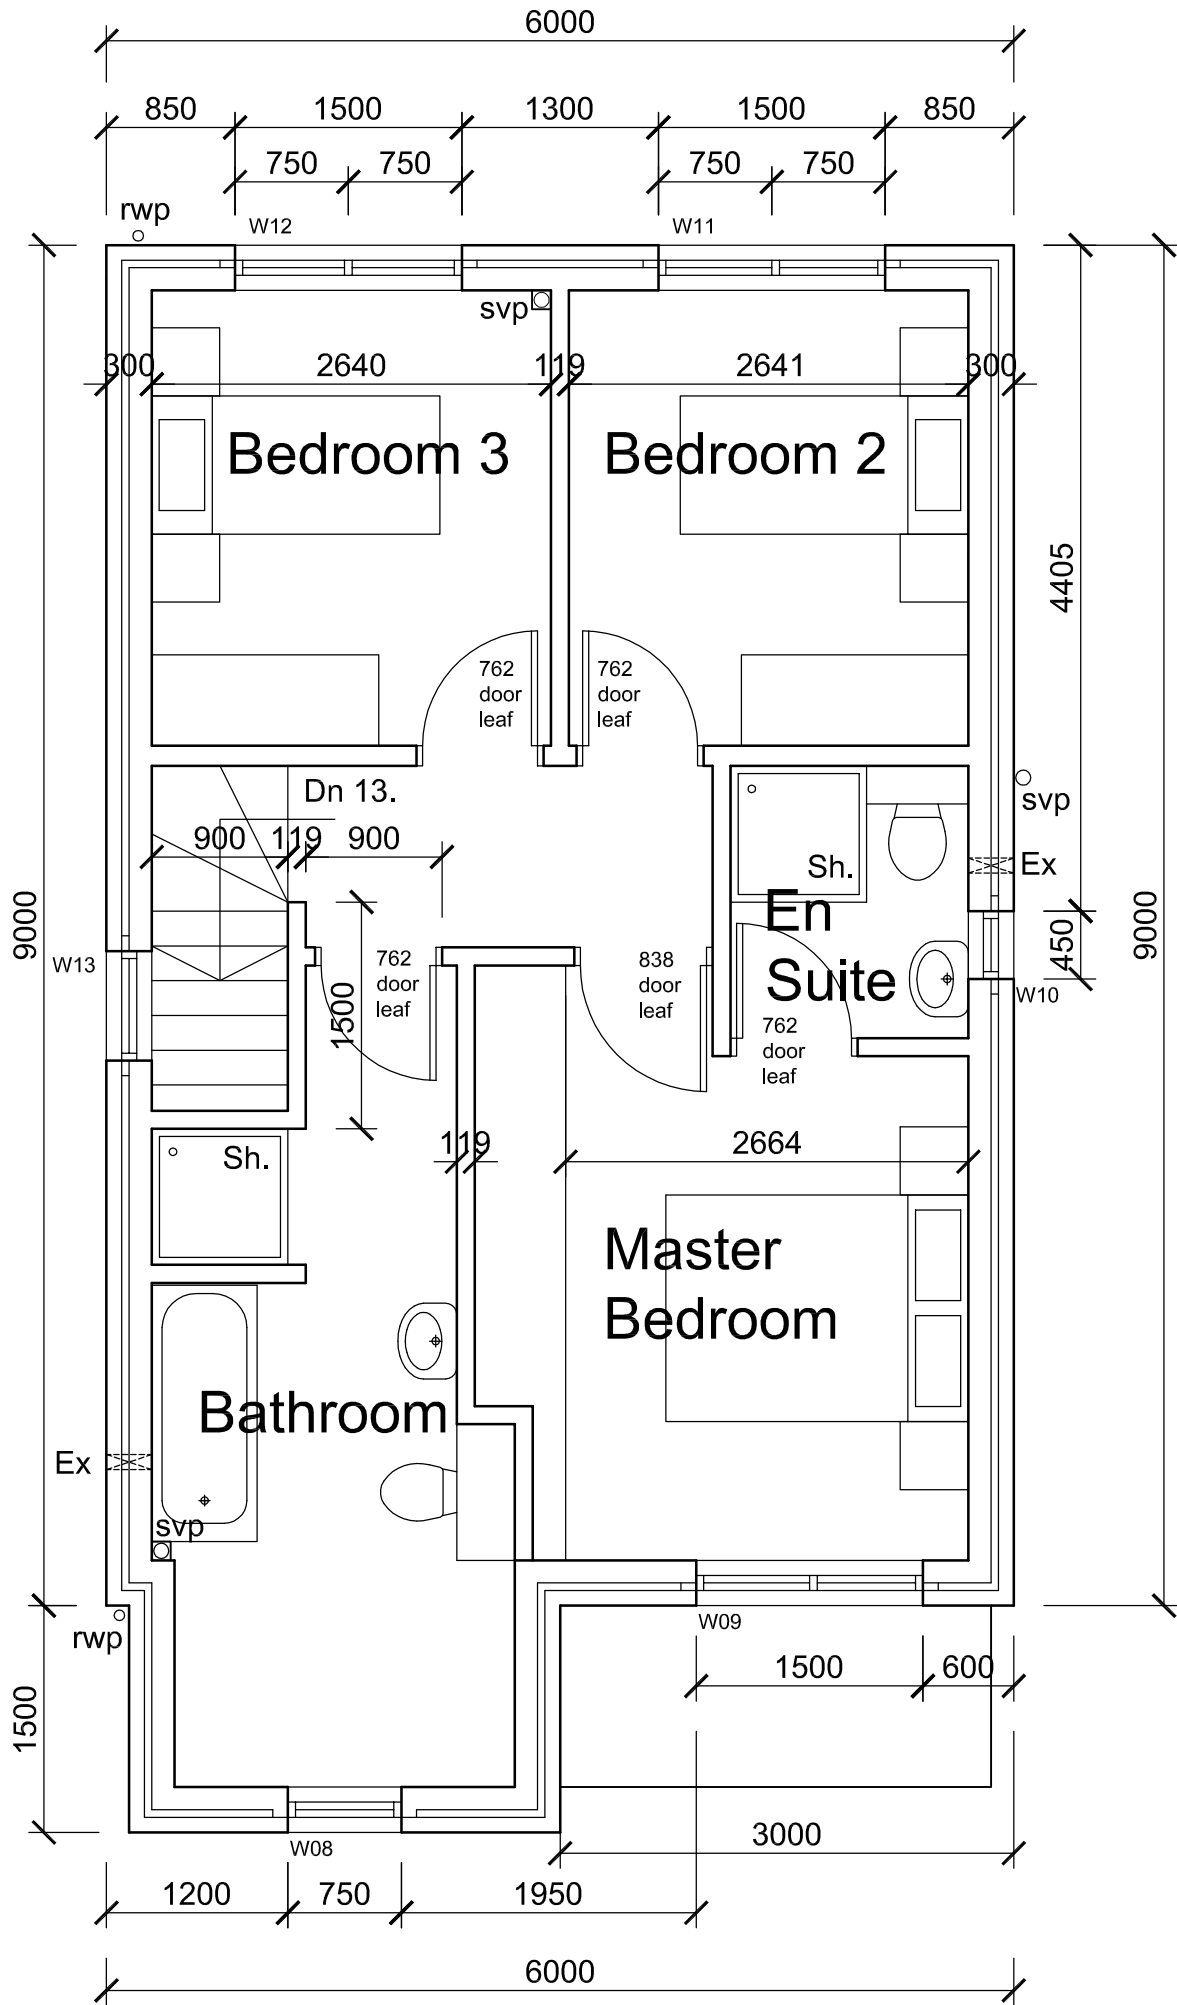 6000
850 1500 1300 1500 850
750 750 750 750
rwp
W12 W11
svp
300 2640 119 2641 300
Bedroom 3 Bedroom 2
4405
762
door
leaf
762
door
leaf
Dn 13.
svp
900 119 900
Sh.
Ex
9000
En
Suite
450
9000
W13
762
door
leaf
838
door
leaf
W10
1500
762
door
leaf
119 2664
Sh.
Master
Bedroom
Bathroom
Ex
svp
rwp
W09
1500 600
1500
W08
3000
1200 750 1950
6000